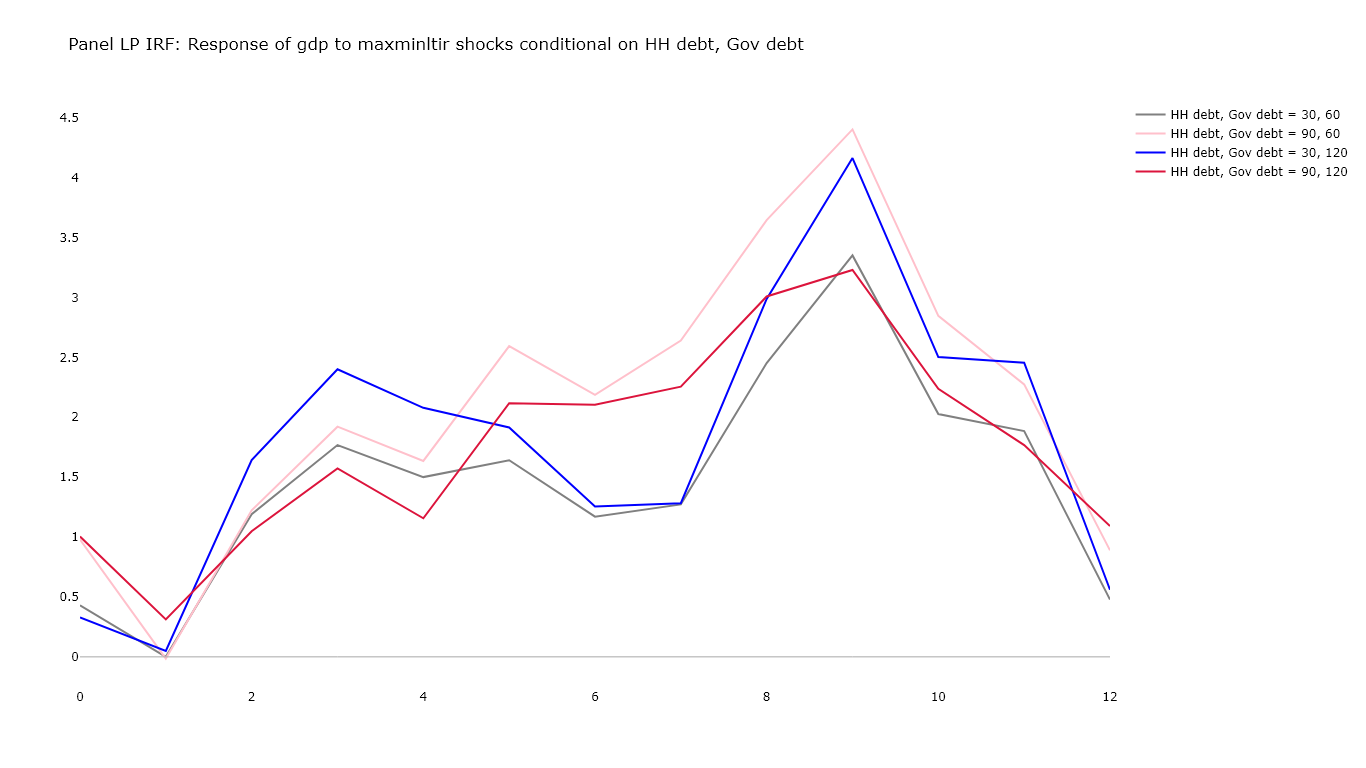 Panel LP IRF: Response of gdp to maxminltir shocks conditional on HH debt, Gov debt
4.5
4
3.5
3
2.5
2
1.5
1
0.5
0
0 2 4 6 8 10 12
HH debt, Gov debt = 30, 60
HH debt, Gov debt = 90, 60
HH debt, Gov debt = 30, 120
HH debt, Gov debt = 90, 120